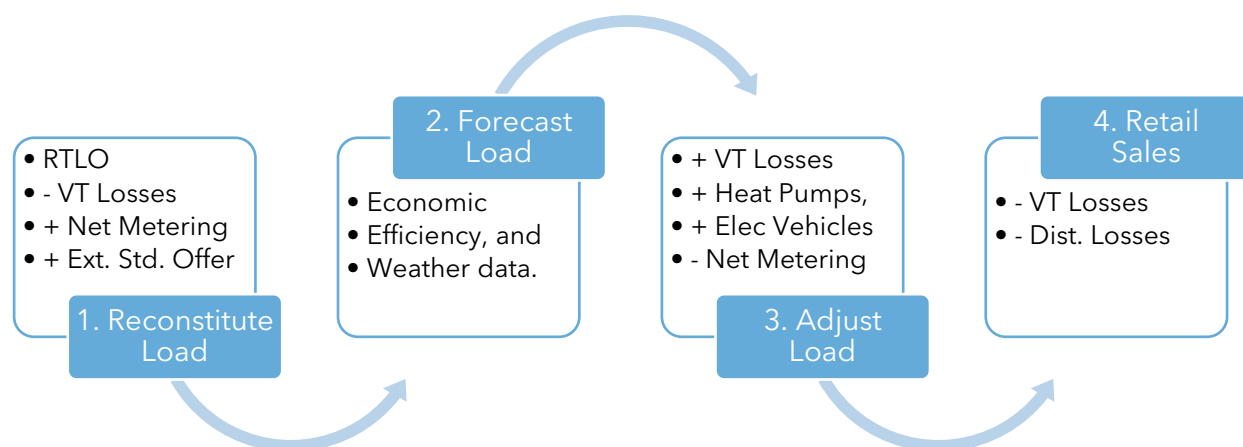 • RTLO
• - VT Losses
• + Net Metering
• + Ext. Std. Offer
1. Reconstitute
Load
2. Forecast
Load
• Economic
• Efficiency, and
• Weather data.
• + VT Losses
• + Heat Pumps,
• + Elec Vehicles
• - Net Metering
3. Adjust
Load
4. Retail
Sales
• - VT Losses
• - Dist. Losses